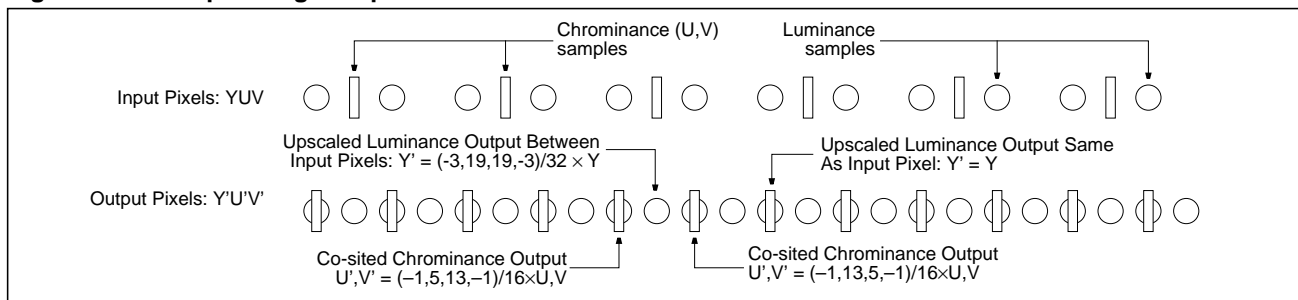 Chrominance (U,V)
samples
Luminance
samples
Input Pixels: YUV
Upscaled Luminance Output Between
Input Pixels: Y' = (-3,19,19,-3)/32 × Y
Upscaled Luminance Output Same
As Input Pixel: Y' = Y
Output Pixels: Y'U'V'
Co-sited Chrominance Output
U',V' = (–1,5,13,–1)/16×U,V
Co-sited Chrominance Output
U',V' = (–1,13,5,–1)/16×U,V